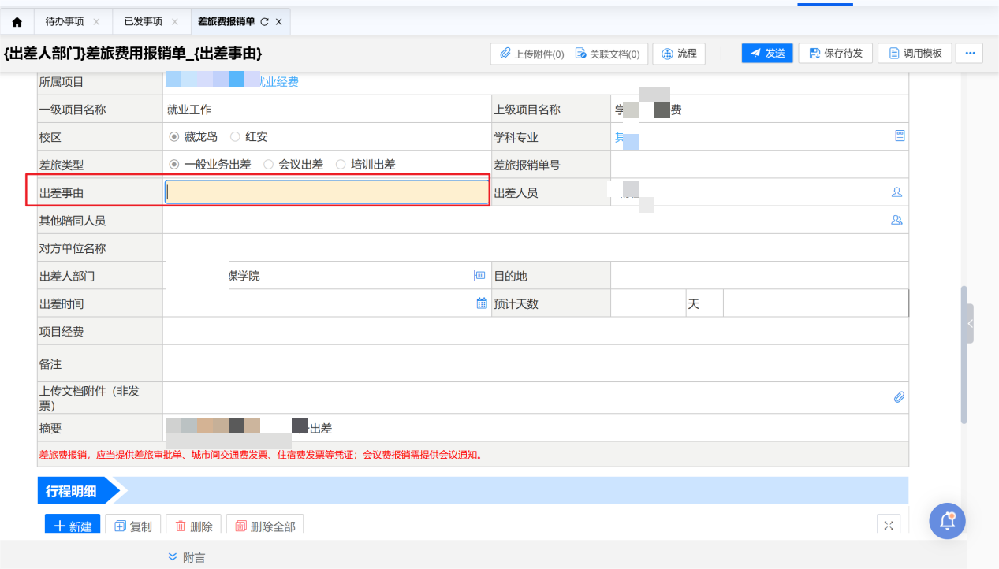 待办事项
已发事项
差旅费报销单
{出差人部门}差旅费用报销单_{出差事由}
上传附件(0) 关联文档(0) 流程 发送 保存待发 调用模板
所属项目 就业经费
一级项目名称 就业工作 上级项目名称 学 费
校区 藏龙岛 红安 学科专业 其
差旅类型 一般业务出差 会议出差 培训出差 差旅报销单号
出差事由 出差人员
其他陪同人员
对方单位名称
出差人部门 媒学院 目的地
出差时间 预计天数 天
项目经费
备注
上传文档附件（非发
票）
摘要 出差
差旅费报销，应当提供差旅审批单、城市间交通费发票、住宿费发票等凭证；会议费报销需提供会议通知。
行程明细
新建 复制 删除 删除全部
附言